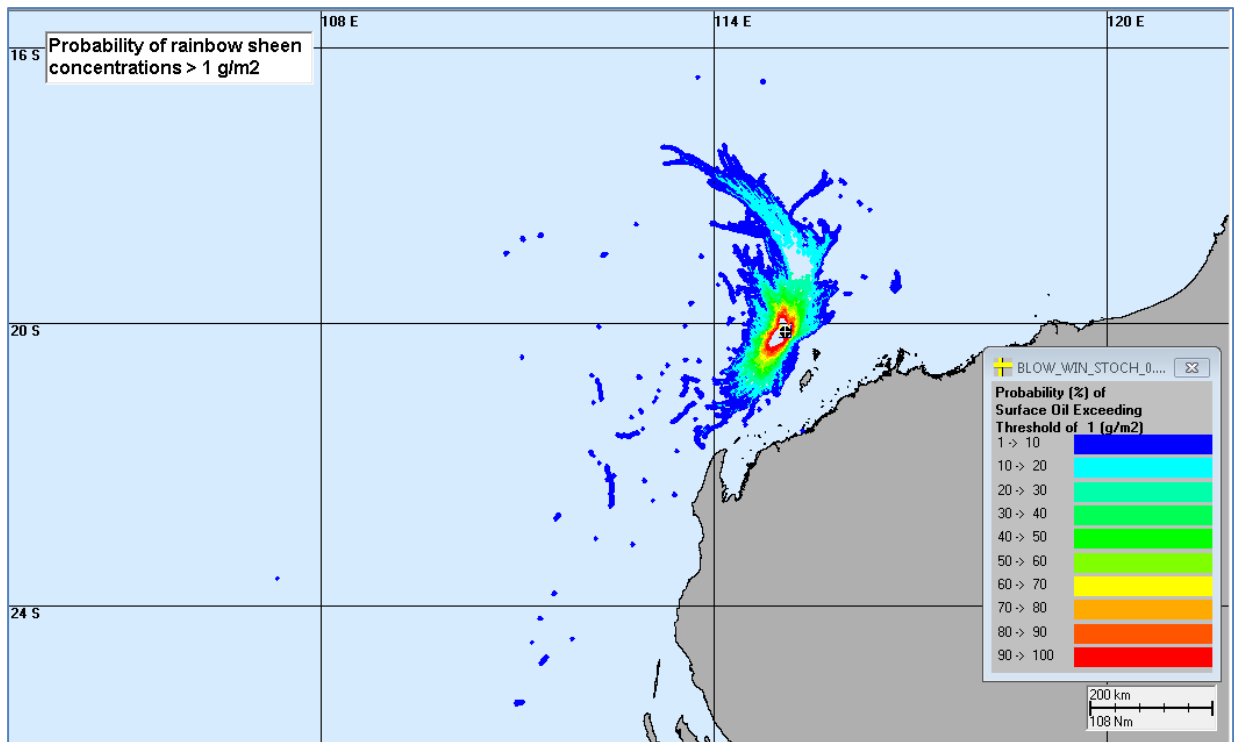 108 E
114 E
120 E
Probability of rainbow sheen
concentrations > 1 g/m2
16 S
20 S
24 S
BLOW_WIN_STOCH_0....
Probability (%) of
Surface Oil Exceeding
Threshold of 1 (g/m2)
1 -> 10
10 -> 20
20 -> 30
30 -> 40
40 -> 50
50 -> 60
60 -> 70
70 -> 80
80 -> 90
90 -> 100
200 km
108 Nm